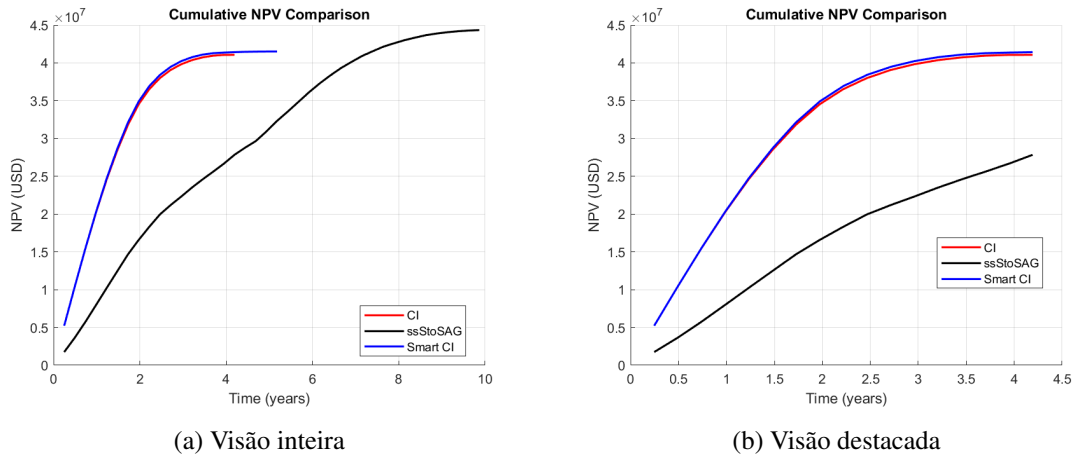 Cumulative NPV Comparison
×10⁷
4.5
4
3.5
3
2.5
2
1.5
1
0.5
0
NPV (USD)
CI
ssStoSAG
Smart CI
0 2 4 6 8 10
Time (years)
(a) Visão inteira
Cumulative NPV Comparison
×10⁷
4.5
4
3.5
3
2.5
2
1.5
1
0.5
0
NPV (USD)
CI
ssStoSAG
Smart CI
0 0.5 1 1.5 2 2.5 3 3.5 4 4.5
Time (years)
(b) Visão destacada